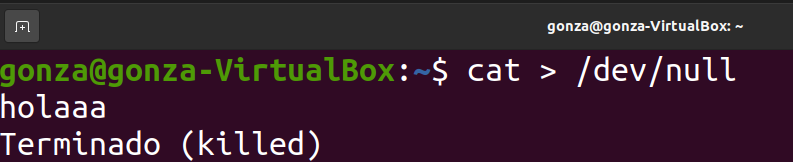 gonza@gonza-VirtualBox: ~
gonza@gonza-VirtualBox:~$ cat > /dev/null
holaaa
Terminado (killed)